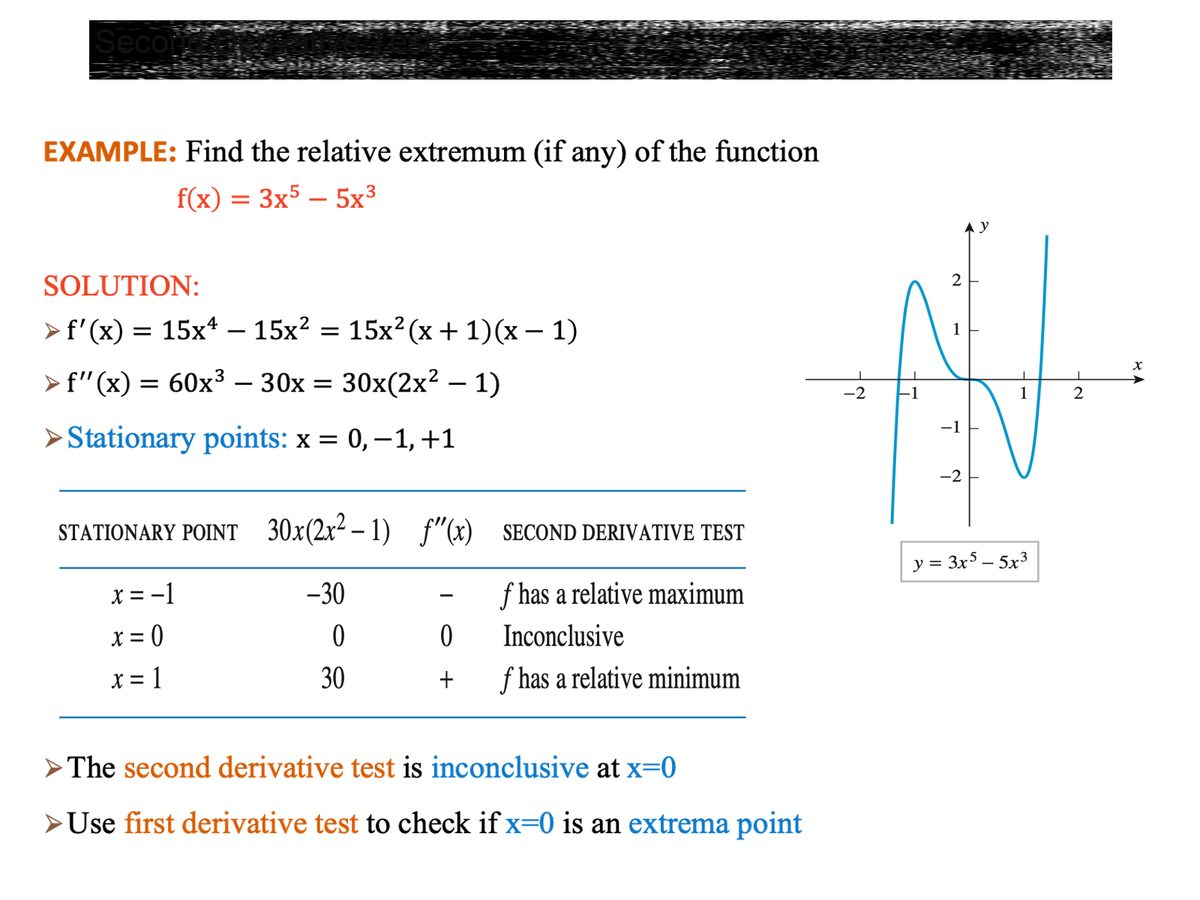 EXAMPLE: Find the relative extremum (if any) of the function
f(x) = 3x⁵ – 5x³
SOLUTION:
➢ f′(x) = 15x⁴ – 15x² = 15x²(x + 1)(x – 1)
➢ f″(x) = 60x³ – 30x = 30x(2x² – 1)
➢ Stationary points: x = 0, –1, +1
STATIONARY POINT 30x(2x² – 1) f″(x) SECOND DERIVATIVE TEST
x = –1 –30 – f has a relative maximum
x = 0 0 0 Inconclusive
x = 1 30 + f has a relative minimum
➢ The second derivative test is inconclusive at x=0
➢ Use first derivative test to check if x=0 is an extrema point
y
2
1
x
–2 –1 1 2
–1
–2
y = 3x⁵ – 5x³